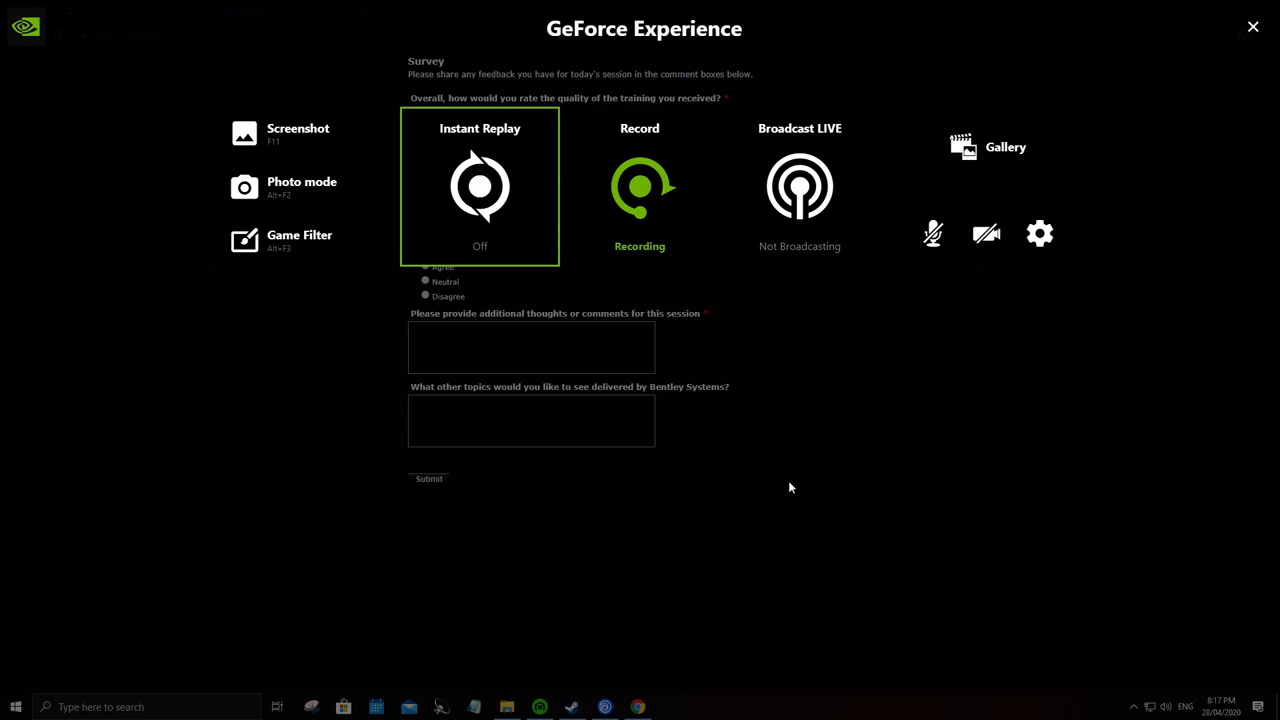 GeForce Experience
Survey
Please share any feedback you have for today's session in the comment boxes below.
Overall, how would you rate the quality of the training you received? *
Screenshot
F11
Photo mode
Alt+F2
Game Filter
Alt+F3
Instant Replay
Off
Record
Recording
Broadcast LIVE
Not Broadcasting
Gallery
Agree
Neutral
Disagree
Please provide additional thoughts or comments for this session *
What other topics would you like to see delivered by Bentley Systems?
Submit
Type here to search
ENG
8:17 PM
28/04/2020